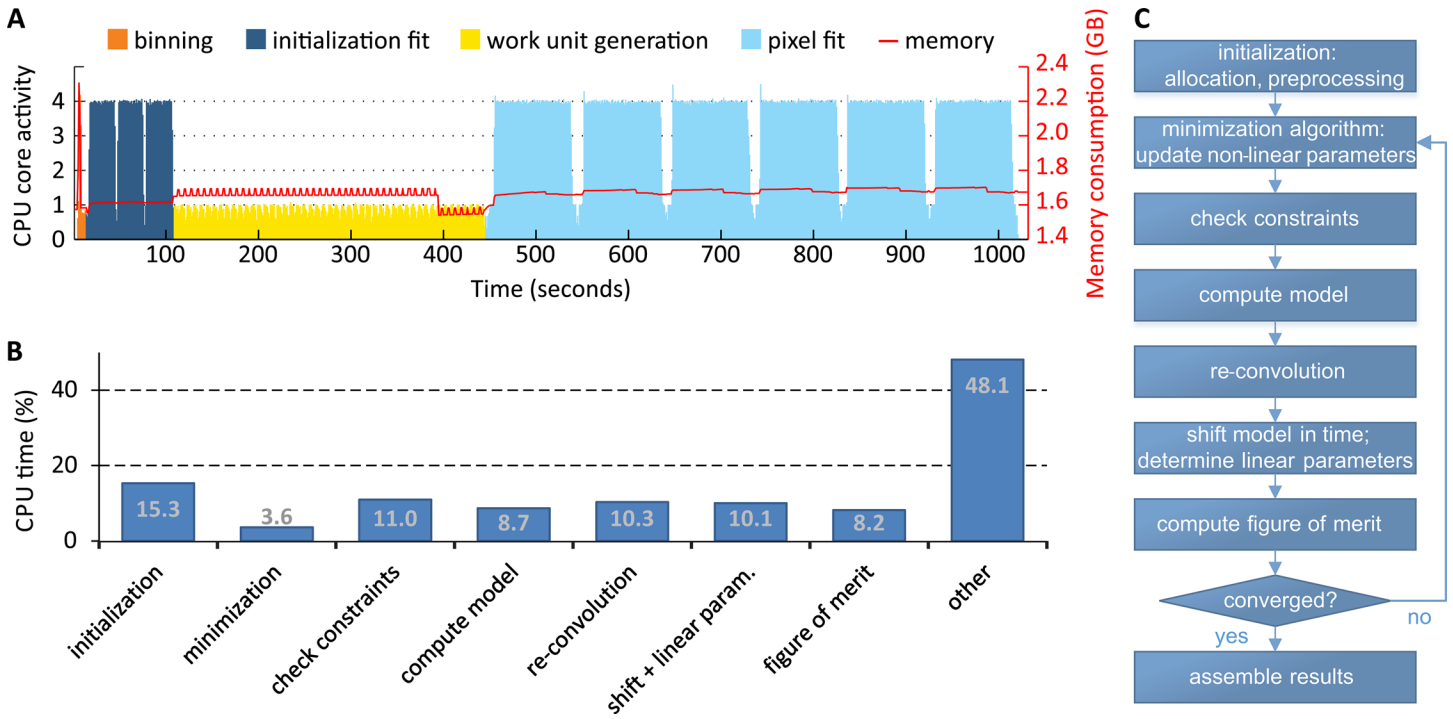 A
binning
initialization fit
work unit generation
pixel fit
memory
CPU core activity
4
3
2
1
0
2.4
2.2
2.0
1.8
1.6
1.4
Memory consumption (GB)
100 200 300 400 500 600 700 800 900 1000
Time (seconds)
B
CPU time (%)
40
20
0
15.3
3.6
11.0
8.7
10.3
10.1
8.2
48.1
initialization
minimization
check constraints
compute model
re-convolution
shift + linear param.
figure of merit
other
C
initialization:
allocation, preprocessing
minimization algorithm:
update non-linear parameters
check constraints
compute model
re-convolution
shift model in time;
determine linear parameters
compute figure of merit
converged?
no
yes
assemble results